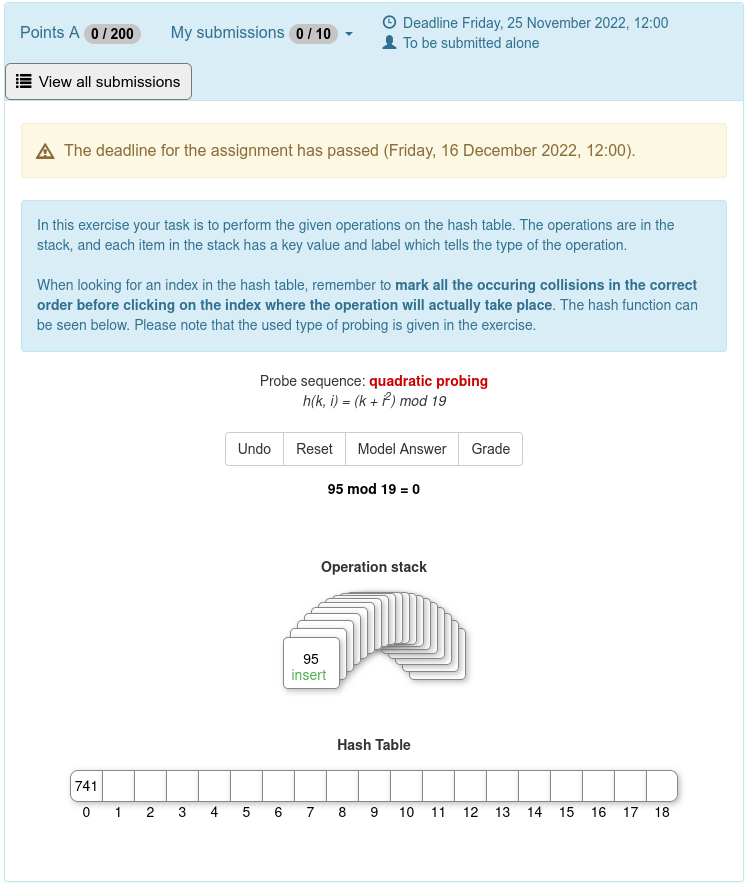 Points A 0 / 200 My submissions 0 / 10 Deadline Friday, 25 November 2022, 12:00
To be submitted alone
View all submissions
The deadline for the assignment has passed (Friday, 16 December 2022, 12:00).
In this exercise your task is to perform the given operations on the hash table. The operations are in the
stack, and each item in the stack has a key value and label which tells the type of the operation.
When looking for an index in the hash table, remember to mark all the occuring collisions in the correct
order before clicking on the index where the operation will actually take place. The hash function can
be seen below. Please note that the used type of probing is given in the exercise.
Probe sequence: quadratic probing
h(k, i) = (k + i²) mod 19
Undo Reset Model Answer Grade
95 mod 19 = 0
Operation stack
95
insert
Hash Table
741
0 1 2 3 4 5 6 7 8 9 10 11 12 13 14 15 16 17 18